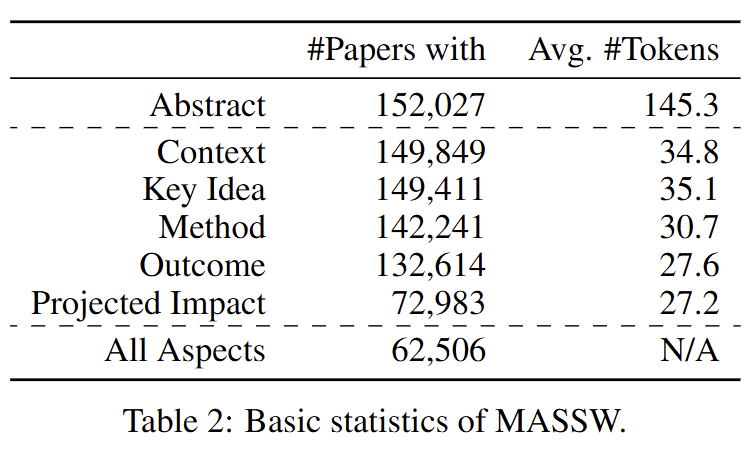 #Papers with Avg. #Tokens
Abstract 152,027 145.3
Context 149,849 34.8
Key Idea 149,411 35.1
Method 142,241 30.7
Outcome 132,614 27.6
Projected Impact 72,983 27.2
All Aspects 62,506 N/A
Table 2: Basic statistics of MASSW.